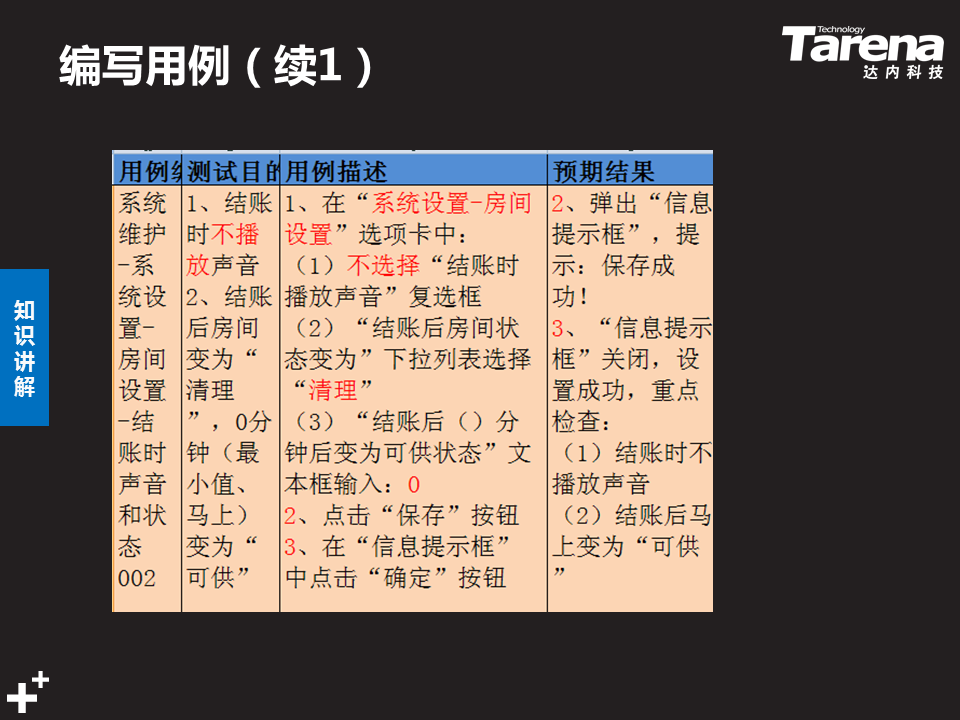 编写用例（续1）
Technology
Tarena
达内科技
知识讲解
用例
测试目的
用例描述
预期结果
系统
维护
-系
统设
置-
房间
设置
-结
账时
声音
和状
态
002
1、结账
时不播
放声音
2、结账
后房间
变为“
清理
”，0分
钟（最
小值、
马上）
变为“
可供”
1、在“系统设置-房间
设置”选项卡中：
（1）不选择“结账时
播放声音”复选框
（2）“结账后房间状
态变为”下拉列表选择
“清理”
（3）“结账后（）分
钟后变为可供状态”文
本框输入：0
2、点击“保存”按钮
3、在“信息提示框”
中点击“确定”按钮
2、弹出“信息
提示框”，提
示：保存成
功！
3、“信息提示
框”关闭，设
置成功，重点
检查：
（1）结账时不
播放声音
（2）结账后马
上变为“可供
”